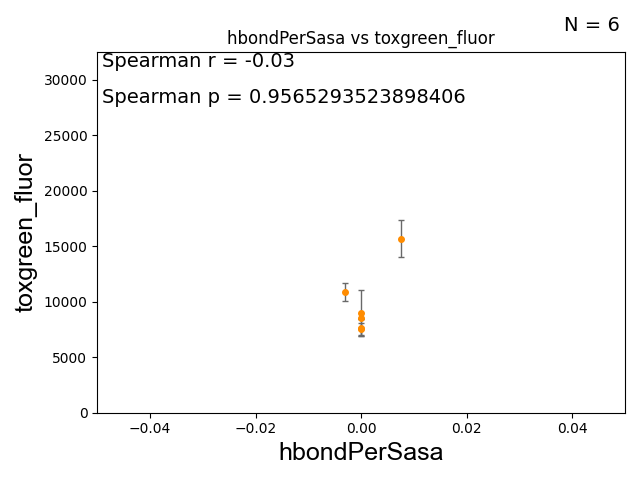 N = 6
hbondPerSasa vs toxgreen_fluor
Spearman r = -0.03
Spearman p = 0.9565293523898406
30000
25000
20000
15000
10000
5000
0
toxgreen_fluor
−0.04 −0.02 0.00 0.02 0.04
hbondPerSasa